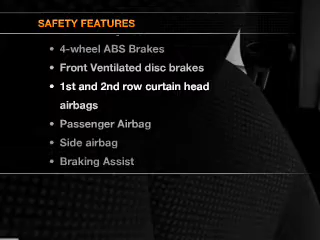 SAFETY FEATURES
• 4-wheel ABS Brakes
• Front Ventilated disc brakes
• 1st and 2nd row curtain head
airbags
• Passenger Airbag
• Side airbag
• Braking Assist